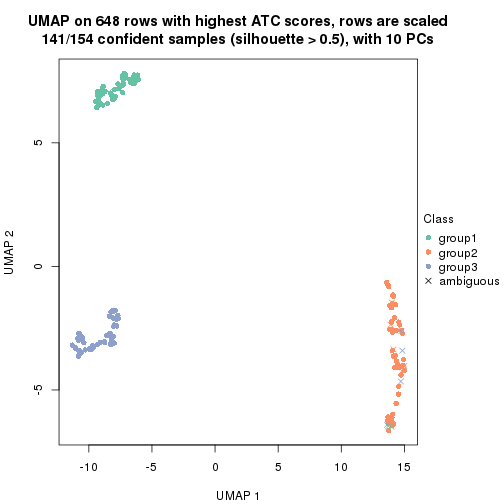 UMAP on 648 rows with highest ATC scores, rows are scaled
141/154 confident samples (silhouette > 0.5), with 10 PCs
5
0
-5
UMAP 2
-10 -5 0 5 10 15
UMAP 1
Class
group1
group2
group3
ambiguous